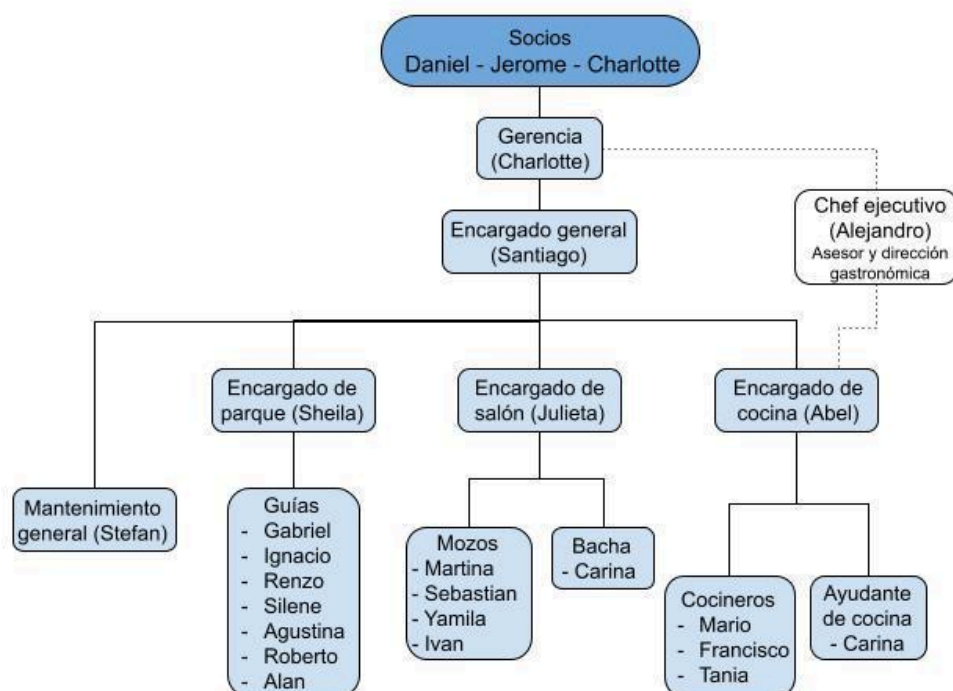 Socios
Daniel - Jerome - Charlotte
Gerencia
(Charlotte)
Chef ejecutivo
(Alejandro)
Asesor y dirección
gastronómica
Encargado general
(Santiago)
Encargado de
parque (Sheila)
Encargado de
salón (Julieta)
Encargado de
cocina (Abel)
Mantenimiento
general (Stefan)
Guías
- Gabriel
- Ignacio
- Renzo
- Silene
- Agustina
- Roberto
- Alan
Mozos
- Martina
- Sebastian
- Yamila
- Ivan
Bacha
- Carina
Cocineros
- Mario
- Francisco
- Tania
Ayudante
de cocina
- Carina